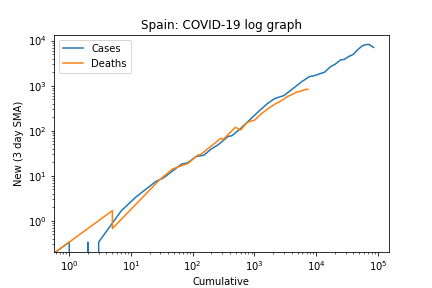 Spain: COVID-19 log graph
Cases
Deaths
New (3 day SMA)
10⁴
10³
10²
10¹
10⁰
10⁰ 10¹ 10² 10³ 10⁴ 10⁵
Cumulative